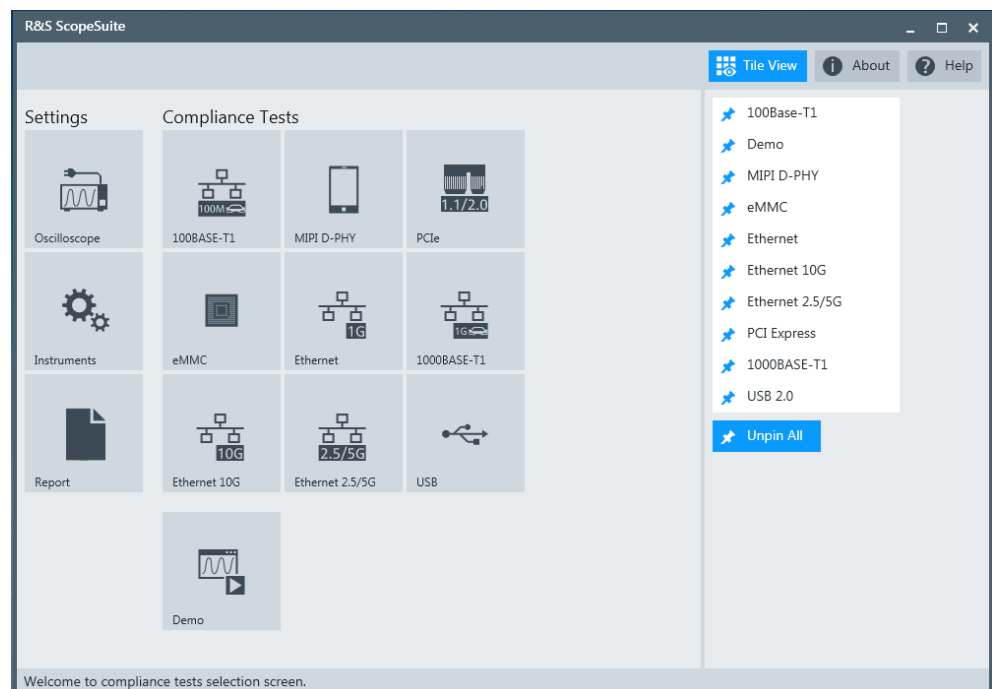 R&S ScopeSuite
Tile View
About
Help
Settings
Compliance Tests
Oscilloscope
100M
100BASE-T1
MIPI D-PHY
1.1/2.0
PCIe
Instruments
eMMC
1G
Ethernet
1G
1000BASE-T1
Report
10G
Ethernet 10G
2.5/5G
Ethernet 2.5/5G
USB
Demo
100Base-T1
Demo
MIPI D-PHY
eMMC
Ethernet
Ethernet 10G
Ethernet 2.5/5G
PCI Express
1000BASE-T1
USB 2.0
Unpin All
Welcome to compliance tests selection screen.